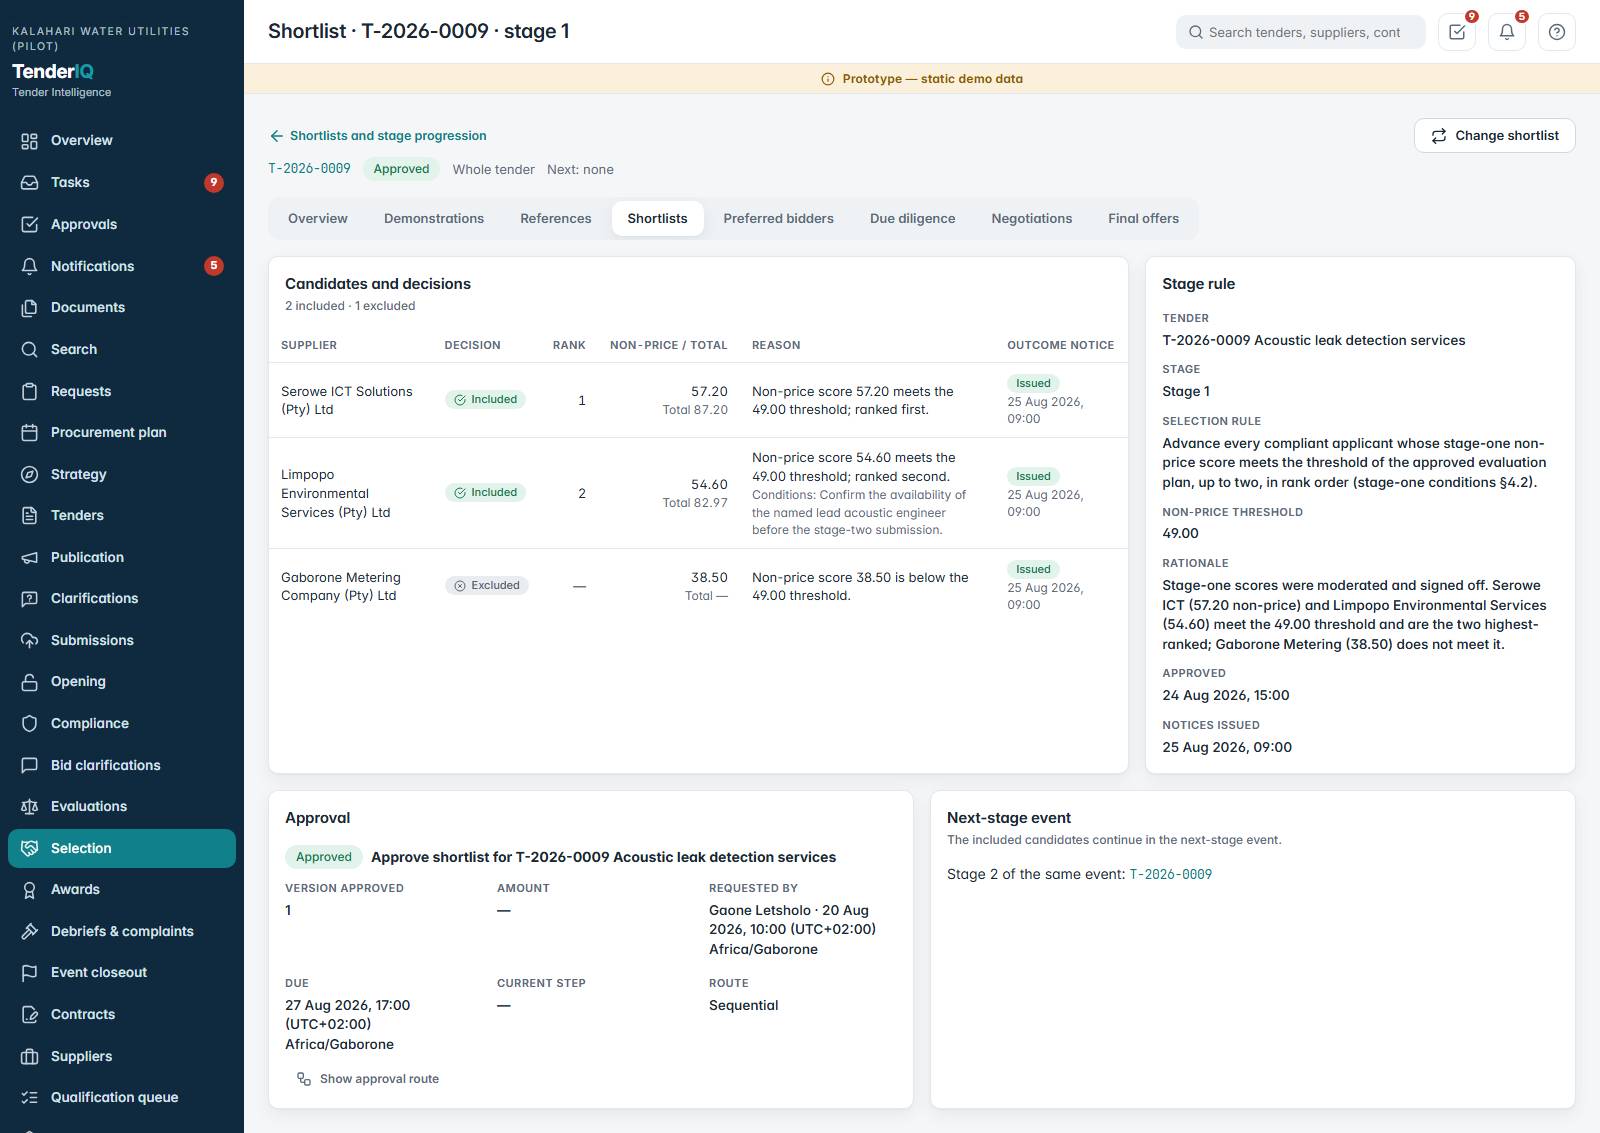 KALAHARI WATER UTILITIES
(PILOT)
TenderIQ
Tender Intelligence
Overview
Tasks 9
Approvals
Notifications 5
Documents
Search
Requests
Procurement plan
Strategy
Tenders
Publication
Clarifications
Submissions
Opening
Compliance
Bid clarifications
Evaluations
Selection
Awards
Debriefs & complaints
Event closeout
Contracts
Suppliers
Qualification queue
Shortlist · T-2026-0009 · stage 1
Search tenders, suppliers, cont
9
5
Prototype — static demo data
Shortlists and stage progression
Change shortlist
T-2026-0009 Approved Whole tender Next: none
Overview Demonstrations References Shortlists Preferred bidders Due diligence Negotiations Final offers
Candidates and decisions
2 included · 1 excluded
SUPPLIER DECISION RANK NON-PRICE / TOTAL REASON OUTCOME NOTICE
Serowe ICT Solutions
(Pty) Ltd
Included
1
57.20
Total 87.20
Non-price score 57.20 meets the
49.00 threshold; ranked first.
Issued
25 Aug 2026,
09:00
Limpopo
Environmental
Services (Pty) Ltd
Included
2
54.60
Total 82.97
Non-price score 54.60 meets the
49.00 threshold; ranked second.
Conditions: Confirm the availability of
the named lead acoustic engineer
before the stage-two submission.
Issued
25 Aug 2026,
09:00
Gaborone Metering
Company (Pty) Ltd
Excluded
—
38.50
Total —
Non-price score 38.50 is below the
49.00 threshold.
Issued
25 Aug 2026,
09:00
Stage rule
TENDER
T-2026-0009 Acoustic leak detection services
STAGE
Stage 1
SELECTION RULE
Advance every compliant applicant whose stage-one non-
price score meets the threshold of the approved evaluation
plan, up to two, in rank order (stage-one conditions §4.2).
NON-PRICE THRESHOLD
49.00
RATIONALE
Stage-one scores were moderated and signed off. Serowe
ICT (57.20 non-price) and Limpopo Environmental Services
(54.60) meet the 49.00 threshold and are the two highest-
ranked; Gaborone Metering (38.50) does not meet it.
APPROVED
24 Aug 2026, 15:00
NOTICES ISSUED
25 Aug 2026, 09:00
Approval
Approved Approve shortlist for T-2026-0009 Acoustic leak detection services
VERSION APPROVED
1
AMOUNT
—
REQUESTED BY
Gaone Letsholo · 20 Aug
2026, 10:00 (UTC+02:00)
Africa/Gaborone
DUE
27 Aug 2026, 17:00
(UTC+02:00)
Africa/Gaborone
CURRENT STEP
—
ROUTE
Sequential
Show approval route
Next-stage event
The included candidates continue in the next-stage event.
Stage 2 of the same event: T-2026-0009